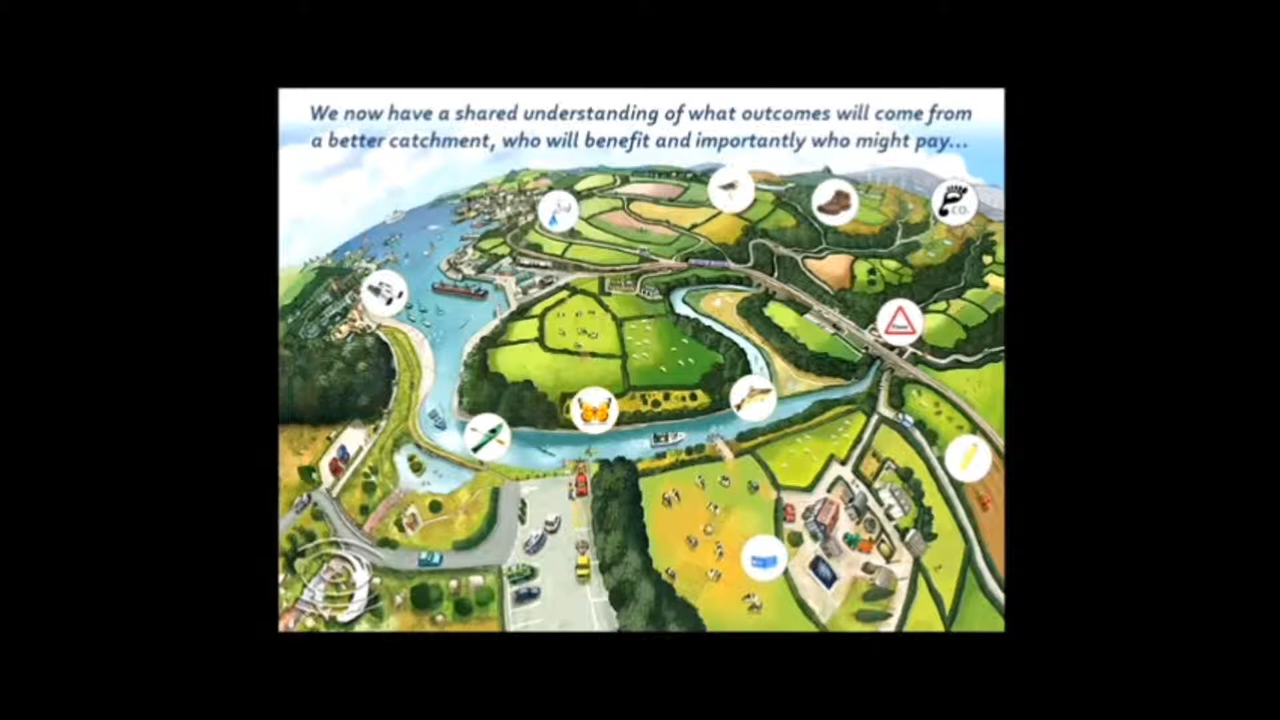 We now have a shared understanding of what outcomes will come from
a better catchment, who will benefit and importantly who might pay...
CO.